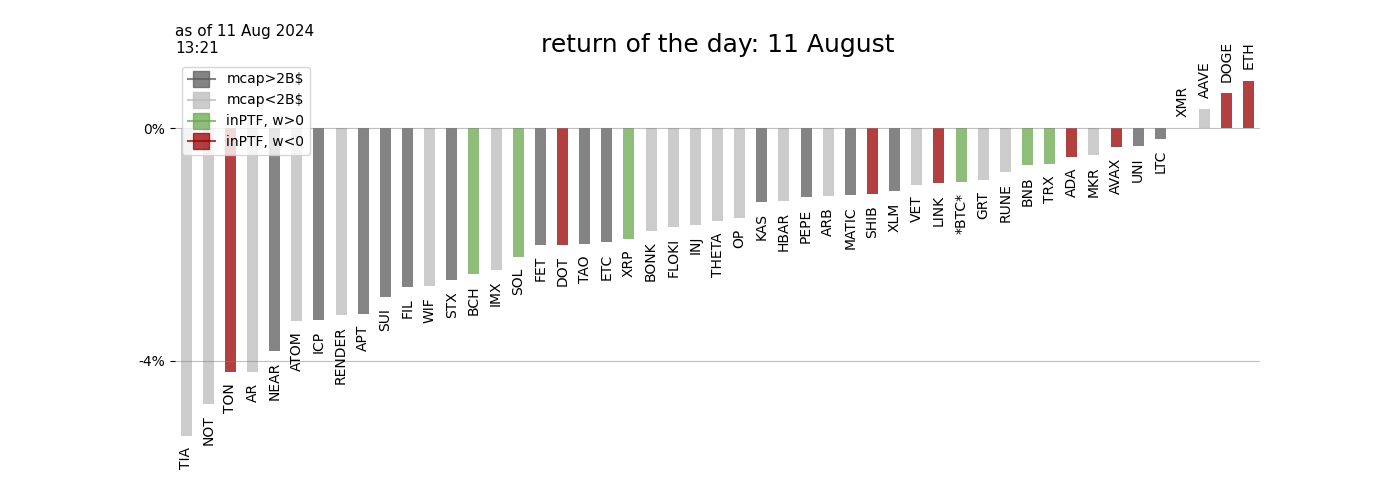 as of 11 Aug 2024
13:21
return of the day: 11 August
mcap>2B$
mcap<2B$
inPTF, w>0
inPTF, w<0
0%
-4%
TIA
NOT
TON
AR
NEAR
ATOM
ICP
RENDER
APT
SUI
FIL
WIF
STX
BCH
IMX
SOL
FET
DOT
TAO
ETC
XRP
BONK
FLOKI
INJ
THETA
OP
KAS
HBAR
PEPE
ARB
MATIC
SHIB
XLM
VET
LINK
*BTC*
GRT
RUNE
BNB
TRX
ADA
MKR
AVAX
UNI
LTC
XMR
AAVE
DOGE
ETH